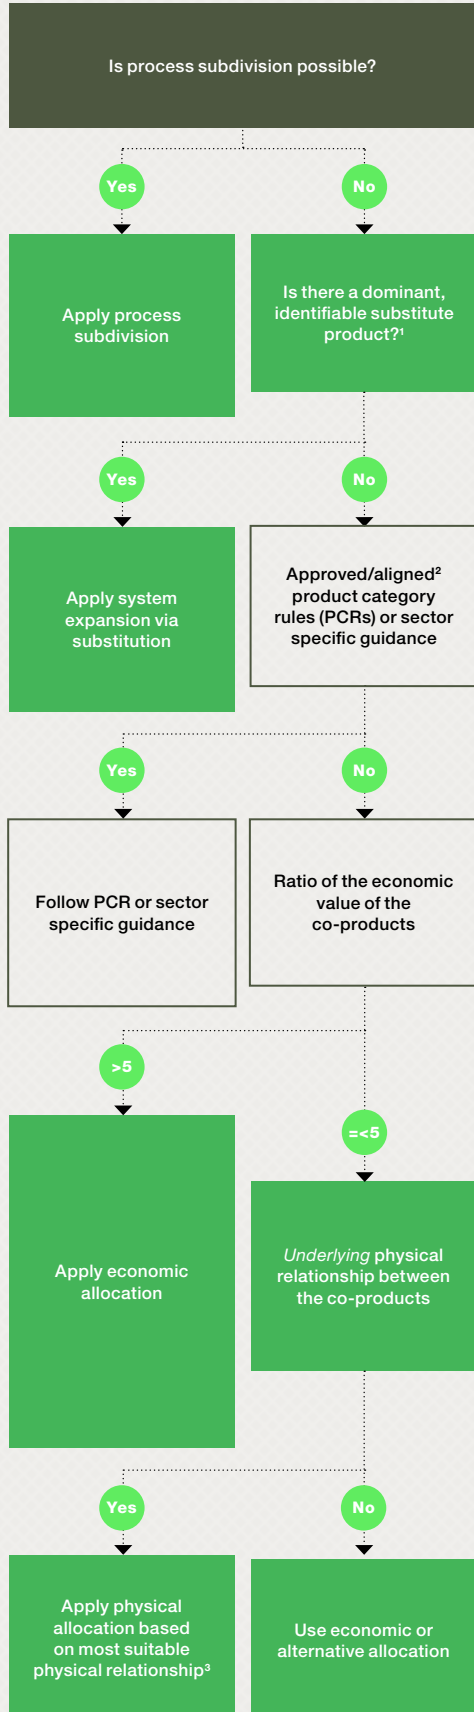 Is process subdivision possible?
Yes
No
Apply process
subdivision
Is there a dominant,
identifiable substitute
product?¹
Yes
No
Apply system
expansion via
substitution
Approved/aligned²
product category
rules (PCRs) or sector
specific guidance
Yes
No
Follow PCR or sector
specific guidance
Ratio of the economic
value of the
co-products
>5
=<5
Apply economic
allocation
Underlying physical
relationship between
the co-products
Yes
No
Apply physical
allocation based
on most suitable
physical relationship³
Use economic or
alternative allocation